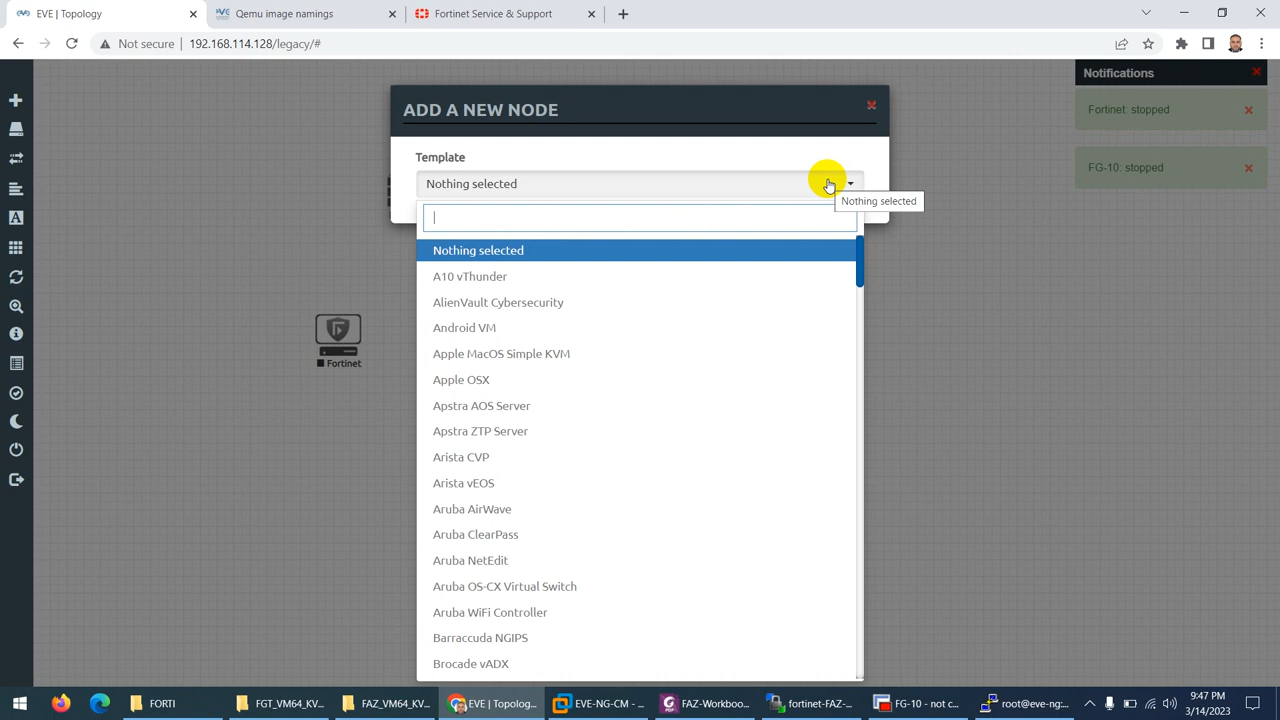 EVE | Topology
Qemu image namings
Fortinet Service & Support
Not secure
192.168.114.128/legacy/#
Notifications
ADD A NEW NODE
Fortinet: stopped
Template
FG-10: stopped
Nothing selected
Nothing selected
Nothing selected
A10 vThunder
AlienVault Cybersecurity
Android VM
Apple MacOS Simple KVM
Fortinet
Apple OSX
Apstra AOS Server
Apstra ZTP Server
Arista CVP
Arista vEOS
Aruba AirWave
Aruba ClearPass
Aruba NetEdit
Aruba OS-CX Virtual Switch
Aruba WiFi Controller
Barracuda NGIPS
Brocade vADX
FORTI
FGT_VM64_KV...
FAZ_VM64_KV...
EVE | Topolog...
EVE-NG-CM - ...
FAZ-Workboo...
fortinet-FAZ-...
FG-10 - not c...
root@eve-ng:...
9:47 PM
3/14/2023